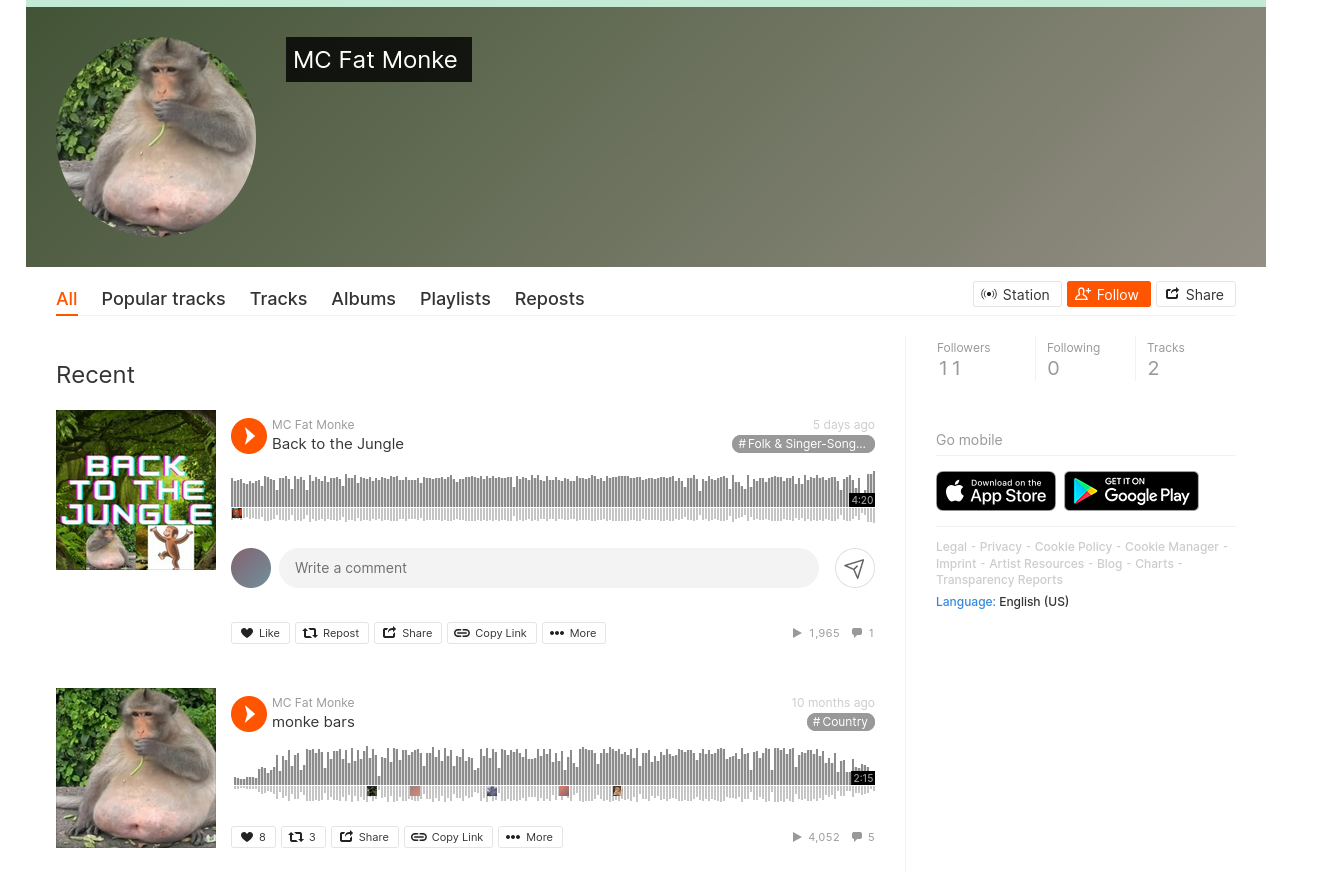 MC Fat Monke
All Popular tracks Tracks Albums Playlists Reposts
Station Follow Share
Followers Following Tracks
11 0 2
Recent
BACK
TO THE
JUNGLE
MC Fat Monke 5 days ago
Back to the Jungle # Folk & Singer-Song...
4:20
Write a comment
Like Repost Share Copy Link More 1,965 1
MC Fat Monke 10 months ago
monke bars # Country
2:15
8 3 Share Copy Link More 4,052 5
Go mobile
Download on the
App Store
GET IT ON
Google Play
Legal - Privacy - Cookie Policy - Cookie Manager -
Imprint - Artist Resources - Blog - Charts -
Transparency Reports
Language: English (US)